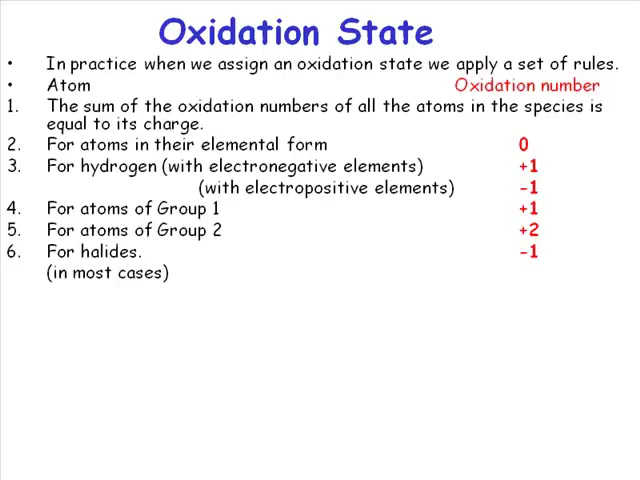 Oxidation State
• In practice when we assign an oxidation state we apply a set of rules.
• Atom Oxidation number
1. The sum of the oxidation numbers of all the atoms in the species is
equal to its charge.
2. For atoms in their elemental form 0
3. For hydrogen (with electronegative elements) +1
(with electropositive elements) -1
4. For atoms of Group 1 +1
5. For atoms of Group 2 +2
6. For halides. -1
(in most cases)